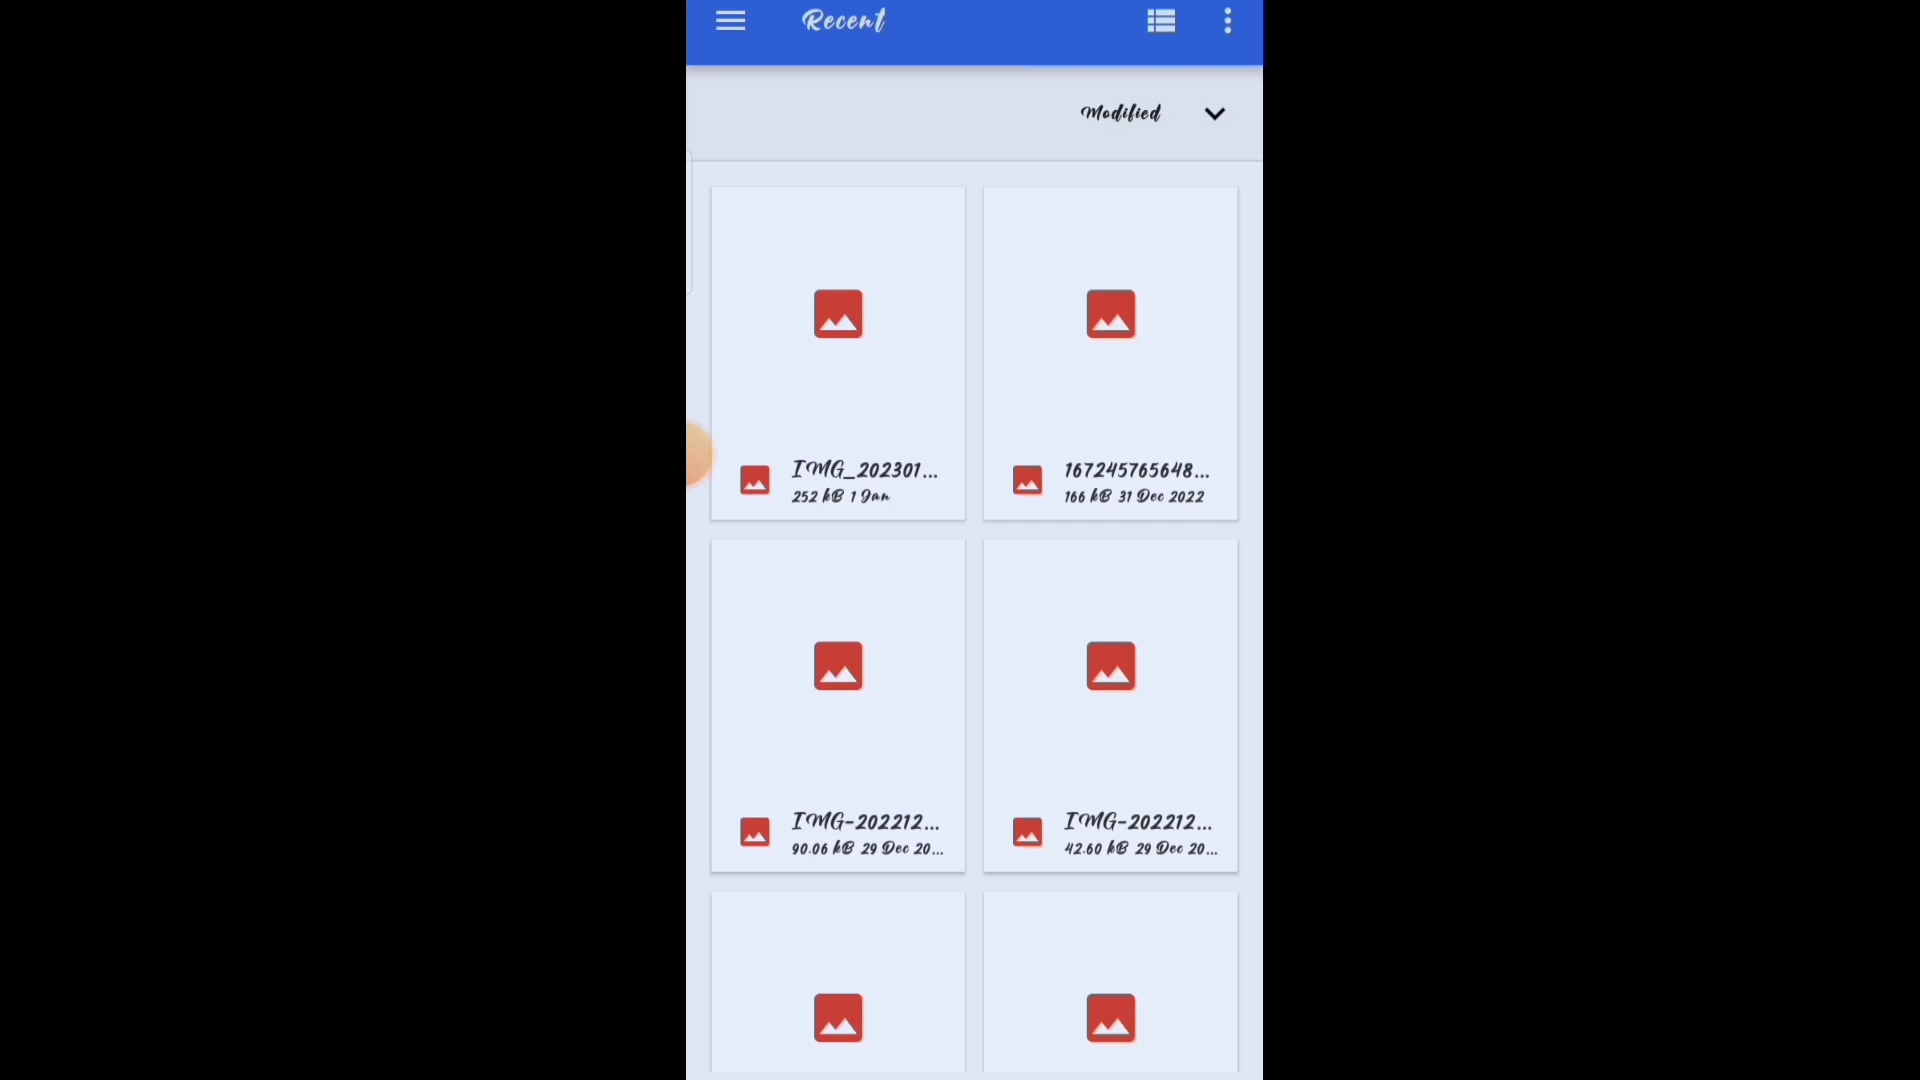 Recent
Modified
IMG_202301...
252 kB 1 Jan
167245765648...
166 kB 31 Dec 2022
IMG-202212...
90.06 kB 29 Dec 20...
IMG-202212...
42.60 kB 29 Dec 20...